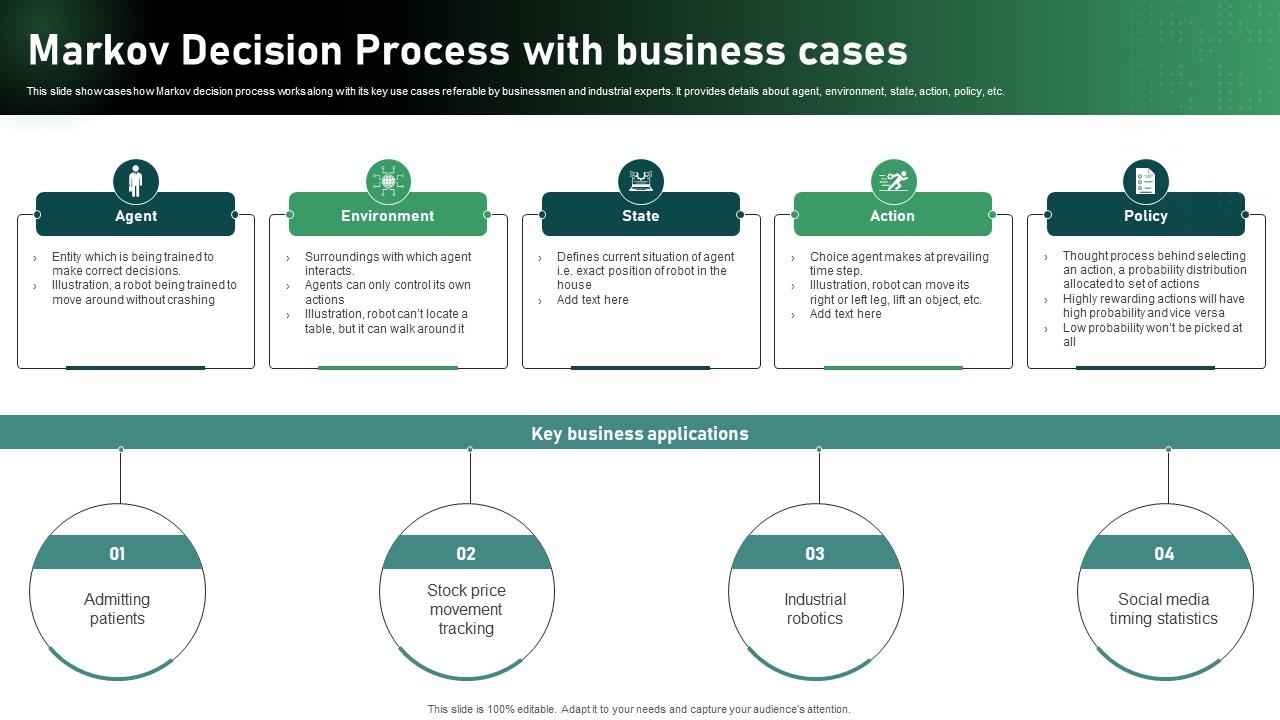 Markov Decision Process with business cases
This slide showcases how Markov decision process works along with its key use cases referable by businessmen and industrial experts. It provides details about agent, environment, state, action, policy, etc.
Agent
› Entity which is being trained to
make correct decisions.
› Illustration, a robot being trained to
move around without crashing
Environment
› Surroundings with which agent
interacts.
› Agents can only control its own
actions
› Illustration, robot can't locate a
table, but it can walk around it
State
› Defines current situation of agent
i.e. exact position of robot in the
house
› Add text here
Action
› Choice agent makes at prevailing
time step.
› Illustration, robot can move its
right or left leg, lift an object, etc.
› Add text here
Policy
› Thought process behind selecting
an action, a probability distribution
allocated to set of actions
› Highly rewarding actions will have
high probability and vice versa
› Low probability won't be picked at
all
Key business applications
01
Admitting
patients
02
Stock price
movement
tracking
03
Industrial
robotics
04
Social media
timing statistics
This slide is 100% editable. Adapt it to your needs and capture your audience's attention.